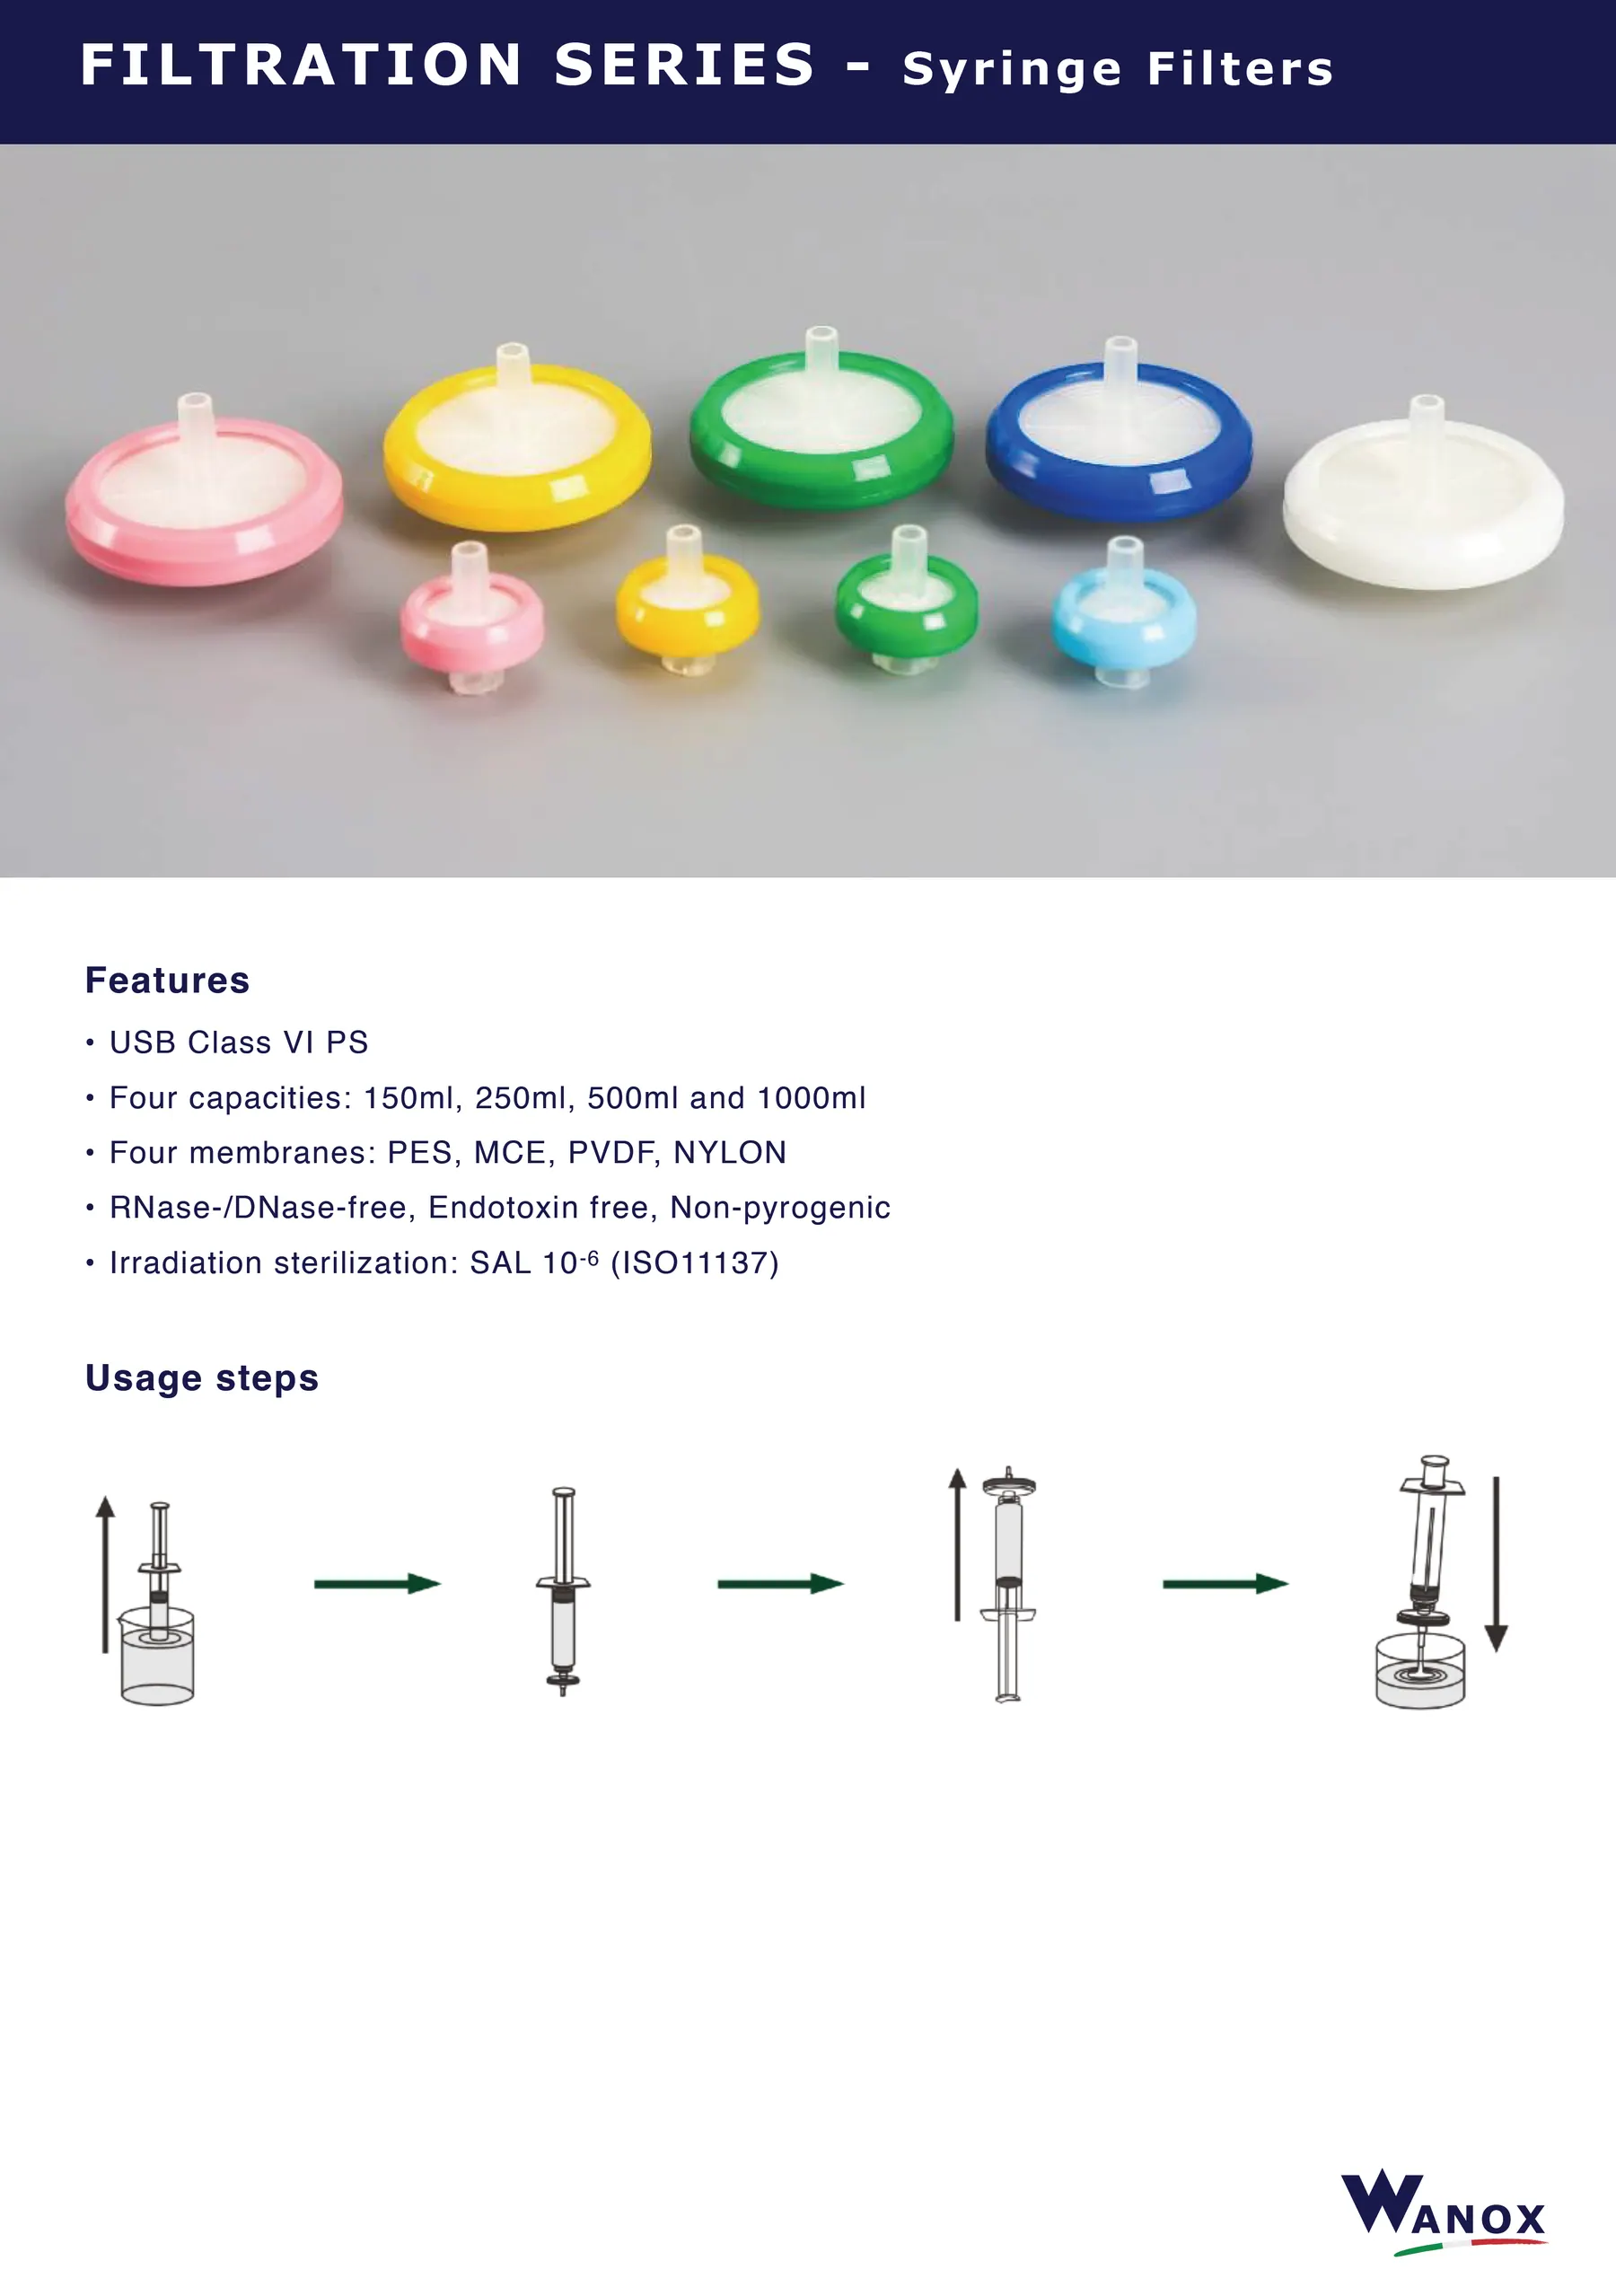 FILTRATION SERIES - Syringe Filters
Features
• USB Class VI PS
• Four capacities: 150ml, 250ml, 500ml and 1000ml
• Four membranes: PES, MCE, PVDF, NYLON
• RNase-/DNase-free, Endotoxin free, Non-pyrogenic
• Irradiation sterilization: SAL 10-6 (ISO11137)
Usage steps
WANOX